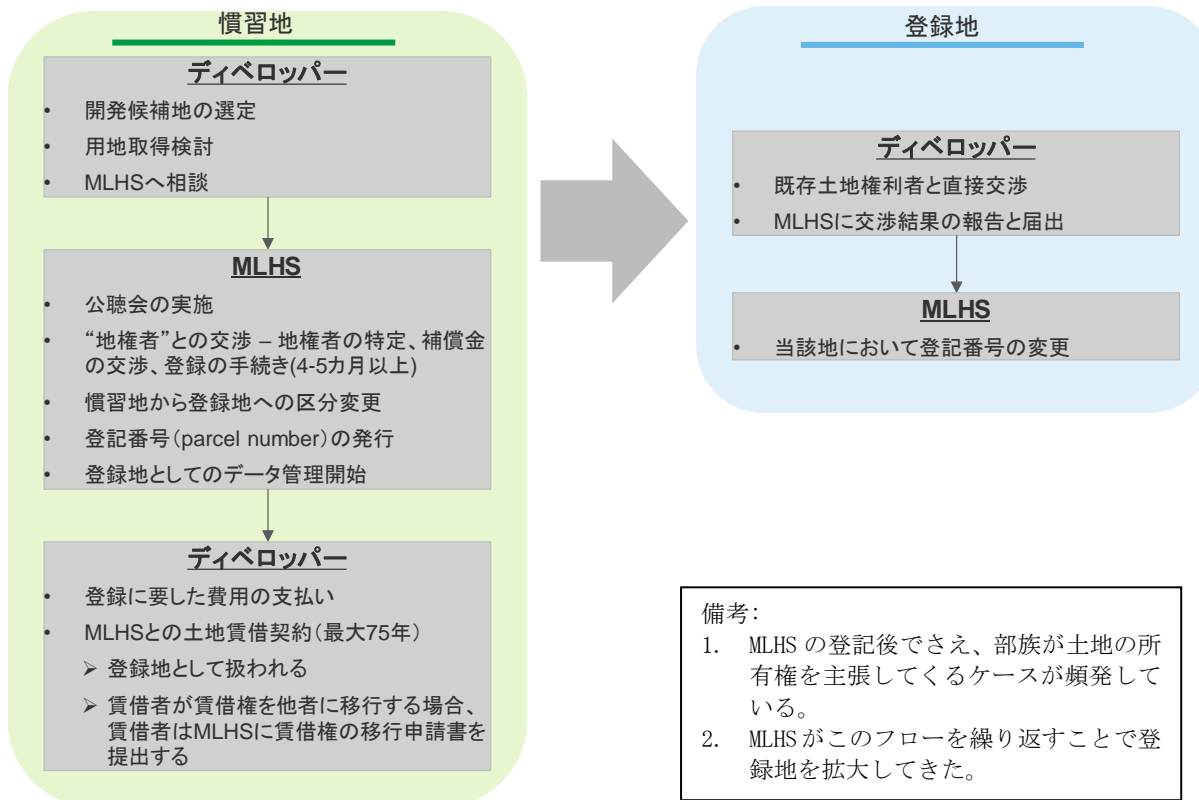 慣習地
ディベロッパー
• 開発候補地の選定
• 用地取得検討
• MLHSへ相談
MLHS
• 公聴会の実施
• “地権者”との交渉 – 地権者の特定、補償金
の交渉、登録の手続き(4-5カ月以上)
• 慣習地から登録地への区分変更
• 登記番号（parcel number）の発行
• 登録地としてのデータ管理開始
ディベロッパー
• 登録に要した費用の支払い
• MLHSとの土地賃借契約（最大75年）
➢ 登録地として扱われる
➢ 賃借者が賃借権を他者に移行する場合、
賃借者はMLHSに賃借権の移行申請書を
提出する
登録地
ディベロッパー
• 既存土地権利者と直接交渉
• MLHSに交渉結果の報告と届出
MLHS
• 当該地において登記番号の変更
備考：
1. MLHS の登記後でさえ、部族が土地の所
有権を主張してくるケースが頻発して
いる。
2. MLHS がこのフローを繰り返すことで登
録地を拡大してきた。